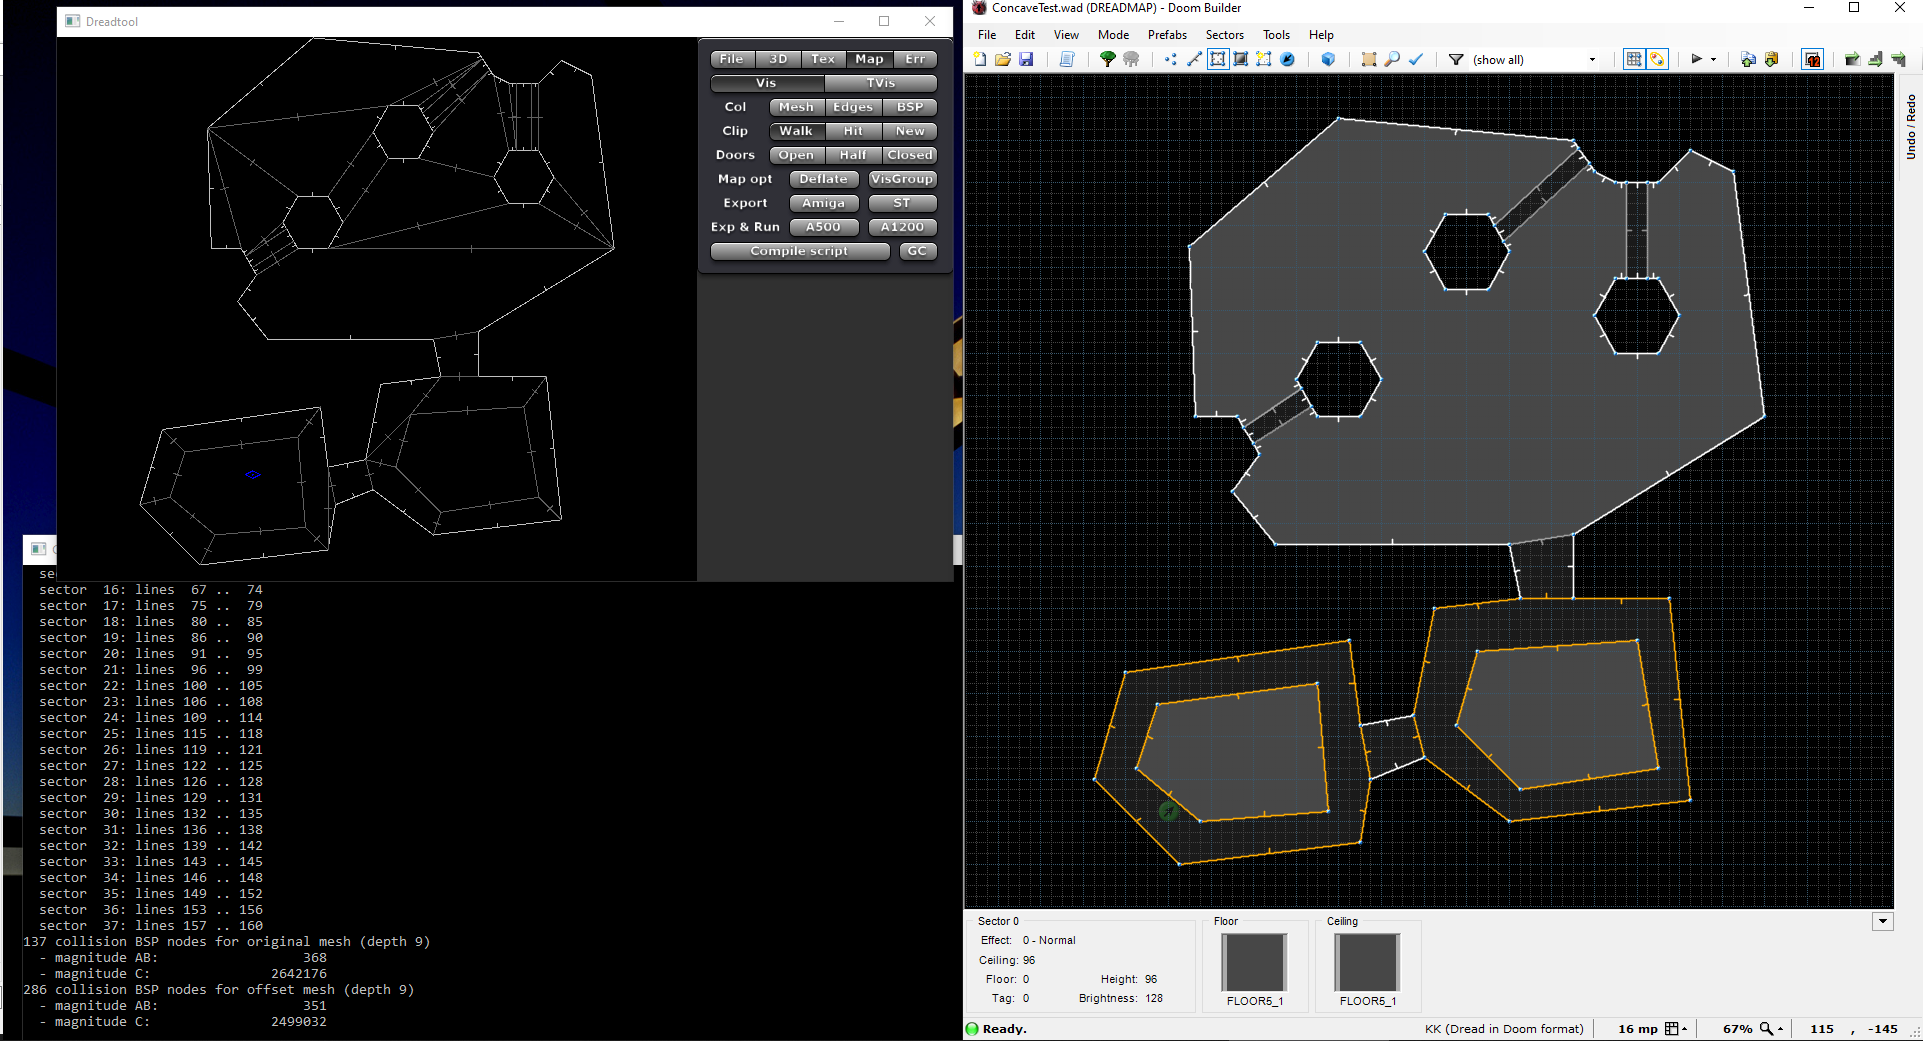 Dreadtool
File 3D Tex Map Err
Vis TVis
Col Mesh Edges BSP
Clip Walk Hit New
Doors Open Half Closed
Map opt Deflate VisGroup
Export Amiga ST
Exp & Run A500 A1200
Compile script GC
sector 16: lines 67 .. 74
sector 17: lines 75 .. 79
sector 18: lines 80 .. 85
sector 19: lines 86 .. 90
sector 20: lines 91 .. 95
sector 21: lines 96 .. 99
sector 22: lines 100 .. 105
sector 23: lines 106 .. 108
sector 24: lines 109 .. 114
sector 25: lines 115 .. 118
sector 26: lines 119 .. 121
sector 27: lines 122 .. 125
sector 28: lines 126 .. 128
sector 29: lines 129 .. 131
sector 30: lines 132 .. 135
sector 31: lines 136 .. 138
sector 32: lines 139 .. 142
sector 33: lines 143 .. 145
sector 34: lines 146 .. 148
sector 35: lines 149 .. 152
sector 36: lines 153 .. 156
sector 37: lines 157 .. 160
137 collision BSP nodes for original mesh (depth 9)
- magnitude AB: 368
- magnitude C: 2642176
286 collision BSP nodes for offset mesh (depth 9)
- magnitude AB: 351
- magnitude C: 2499032
ConcaveTest.wad (DREADMAP) - Doom Builder
File Edit View Mode Prefabs Sectors Tools Help
(show all)
Undo / Redo
Sector 0
Effect: 0 - Normal
Ceiling: 96
Floor: 0 Height: 96
Tag: 0 Brightness: 128
Floor
FLOOR5_1
Ceiling
FLOOR5_1
Ready.
KK (Dread in Doom format) 16 mp 67% 115 , -145